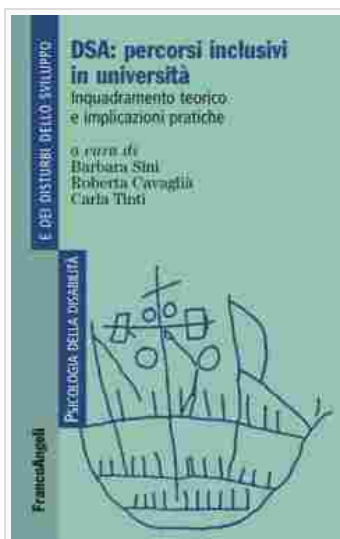 DSA: percorsi inclusivi
in università
Inquadramento teorico
e implicazioni pratiche
a cura di
Barbara Sini
Roberta Cavaglià
Carla Tinti
PSICOLOGIA DELLA DISABILITÀ
E DEI DISTURBI DELLO SVILUPPO
FrancoAngeli